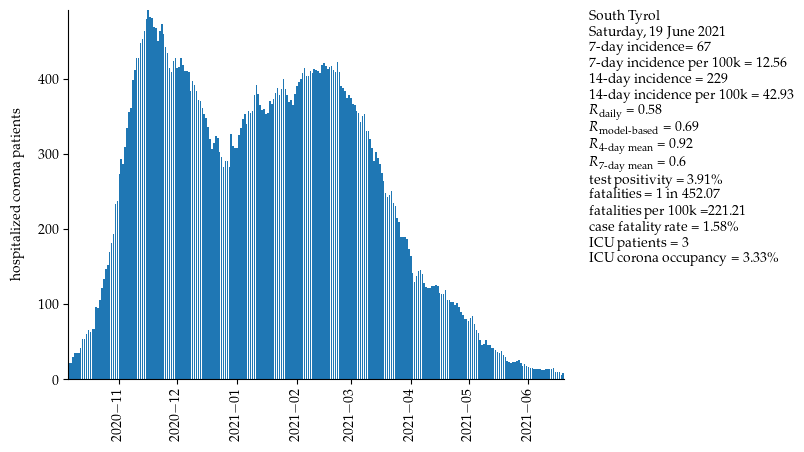 South Tyrol
Saturday, 19 June 2021
7-day incidence= 67
7-day incidence per 100k = 12.56
14-day incidence = 229
14-day incidence per 100k = 42.93
R daily = 0.58
R model-based = 0.69
R 4-day mean = 0.92
R 7-day mean = 0.6
test positivity = 3.91%
fatalities = 1 in 452.07
fatalities per 100k =221.21
case fatality rate = 1.58%
ICU patients = 3
ICU corona occupancy = 3.33%
hospitalized corona patients
400
300
200
100
0
2020−11
2020−12
2021−01
2021−02
2021−03
2021−04
2021−05
2021−06